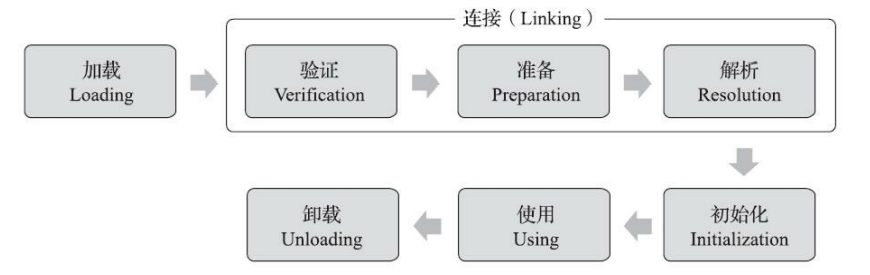 连接（Linking）
加载
Loading
验证
Verification
准备
Preparation
解析
Resolution
初始化
Initialization
使用
Using
卸载
Unloading